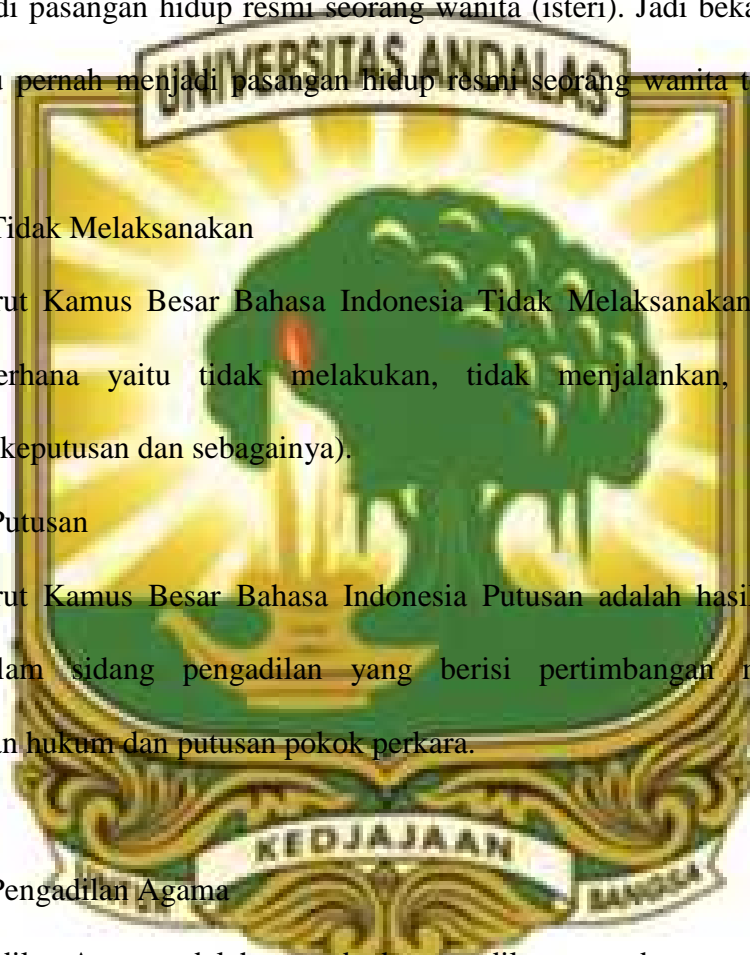 di pasangan hidup resmi seorang wanita (isteri). Jadi beka
UNIVERSITAS ANDALAS
u pernah menjadi pasangan hidup resmi seorang wanita t
Tidak Melaksanakan
rut Kamus Besar Bahasa Indonesia Tidak Melaksanakan
erhana yaitu tidak melakukan, tidak menjalankan,
keputusan dan sebagainya).
Putusan
rut Kamus Besar Bahasa Indonesia Putusan adalah hasi
lam sidang pengadilan yang berisi pertimbangan
an hukum dan putusan pokok perkara.
KEDJAJAAN
Pengadilan Agama
UNTUK
BANGSA